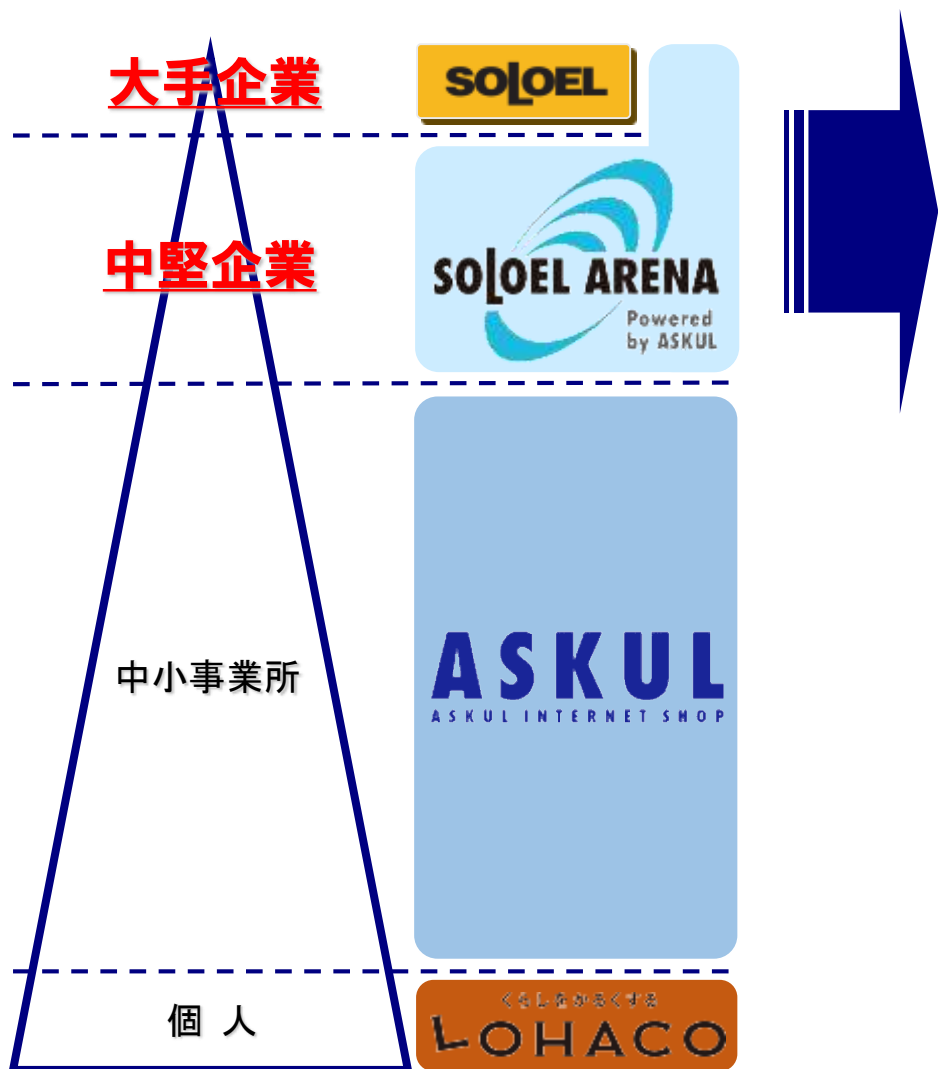 大手企業
SOLOEL
中堅企業
SOLOEL ARENA
Powered
by ASKUL
中小事業所
ASKUL
ASKUL INTERNET SHOP
個 人
くらしをかるくする
LOHACO